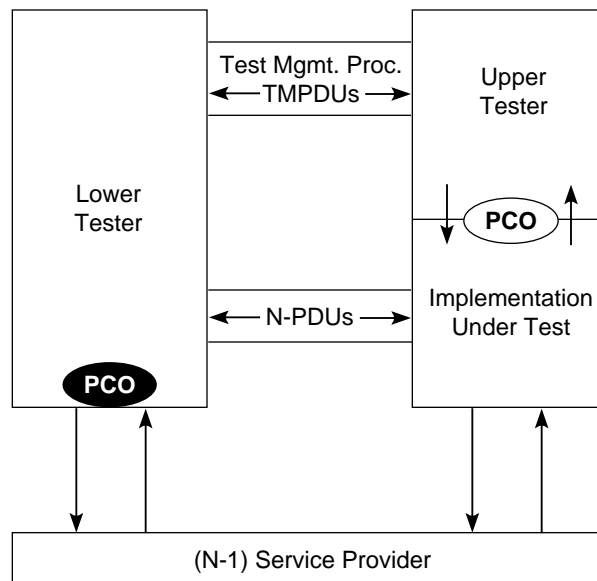 Test Mgmt. Proc.
TMPDUs
Upper
Tester
Lower
Tester
PCO
N-PDUs
Implementation
Under Test
PCO
(N-1) Service Provider